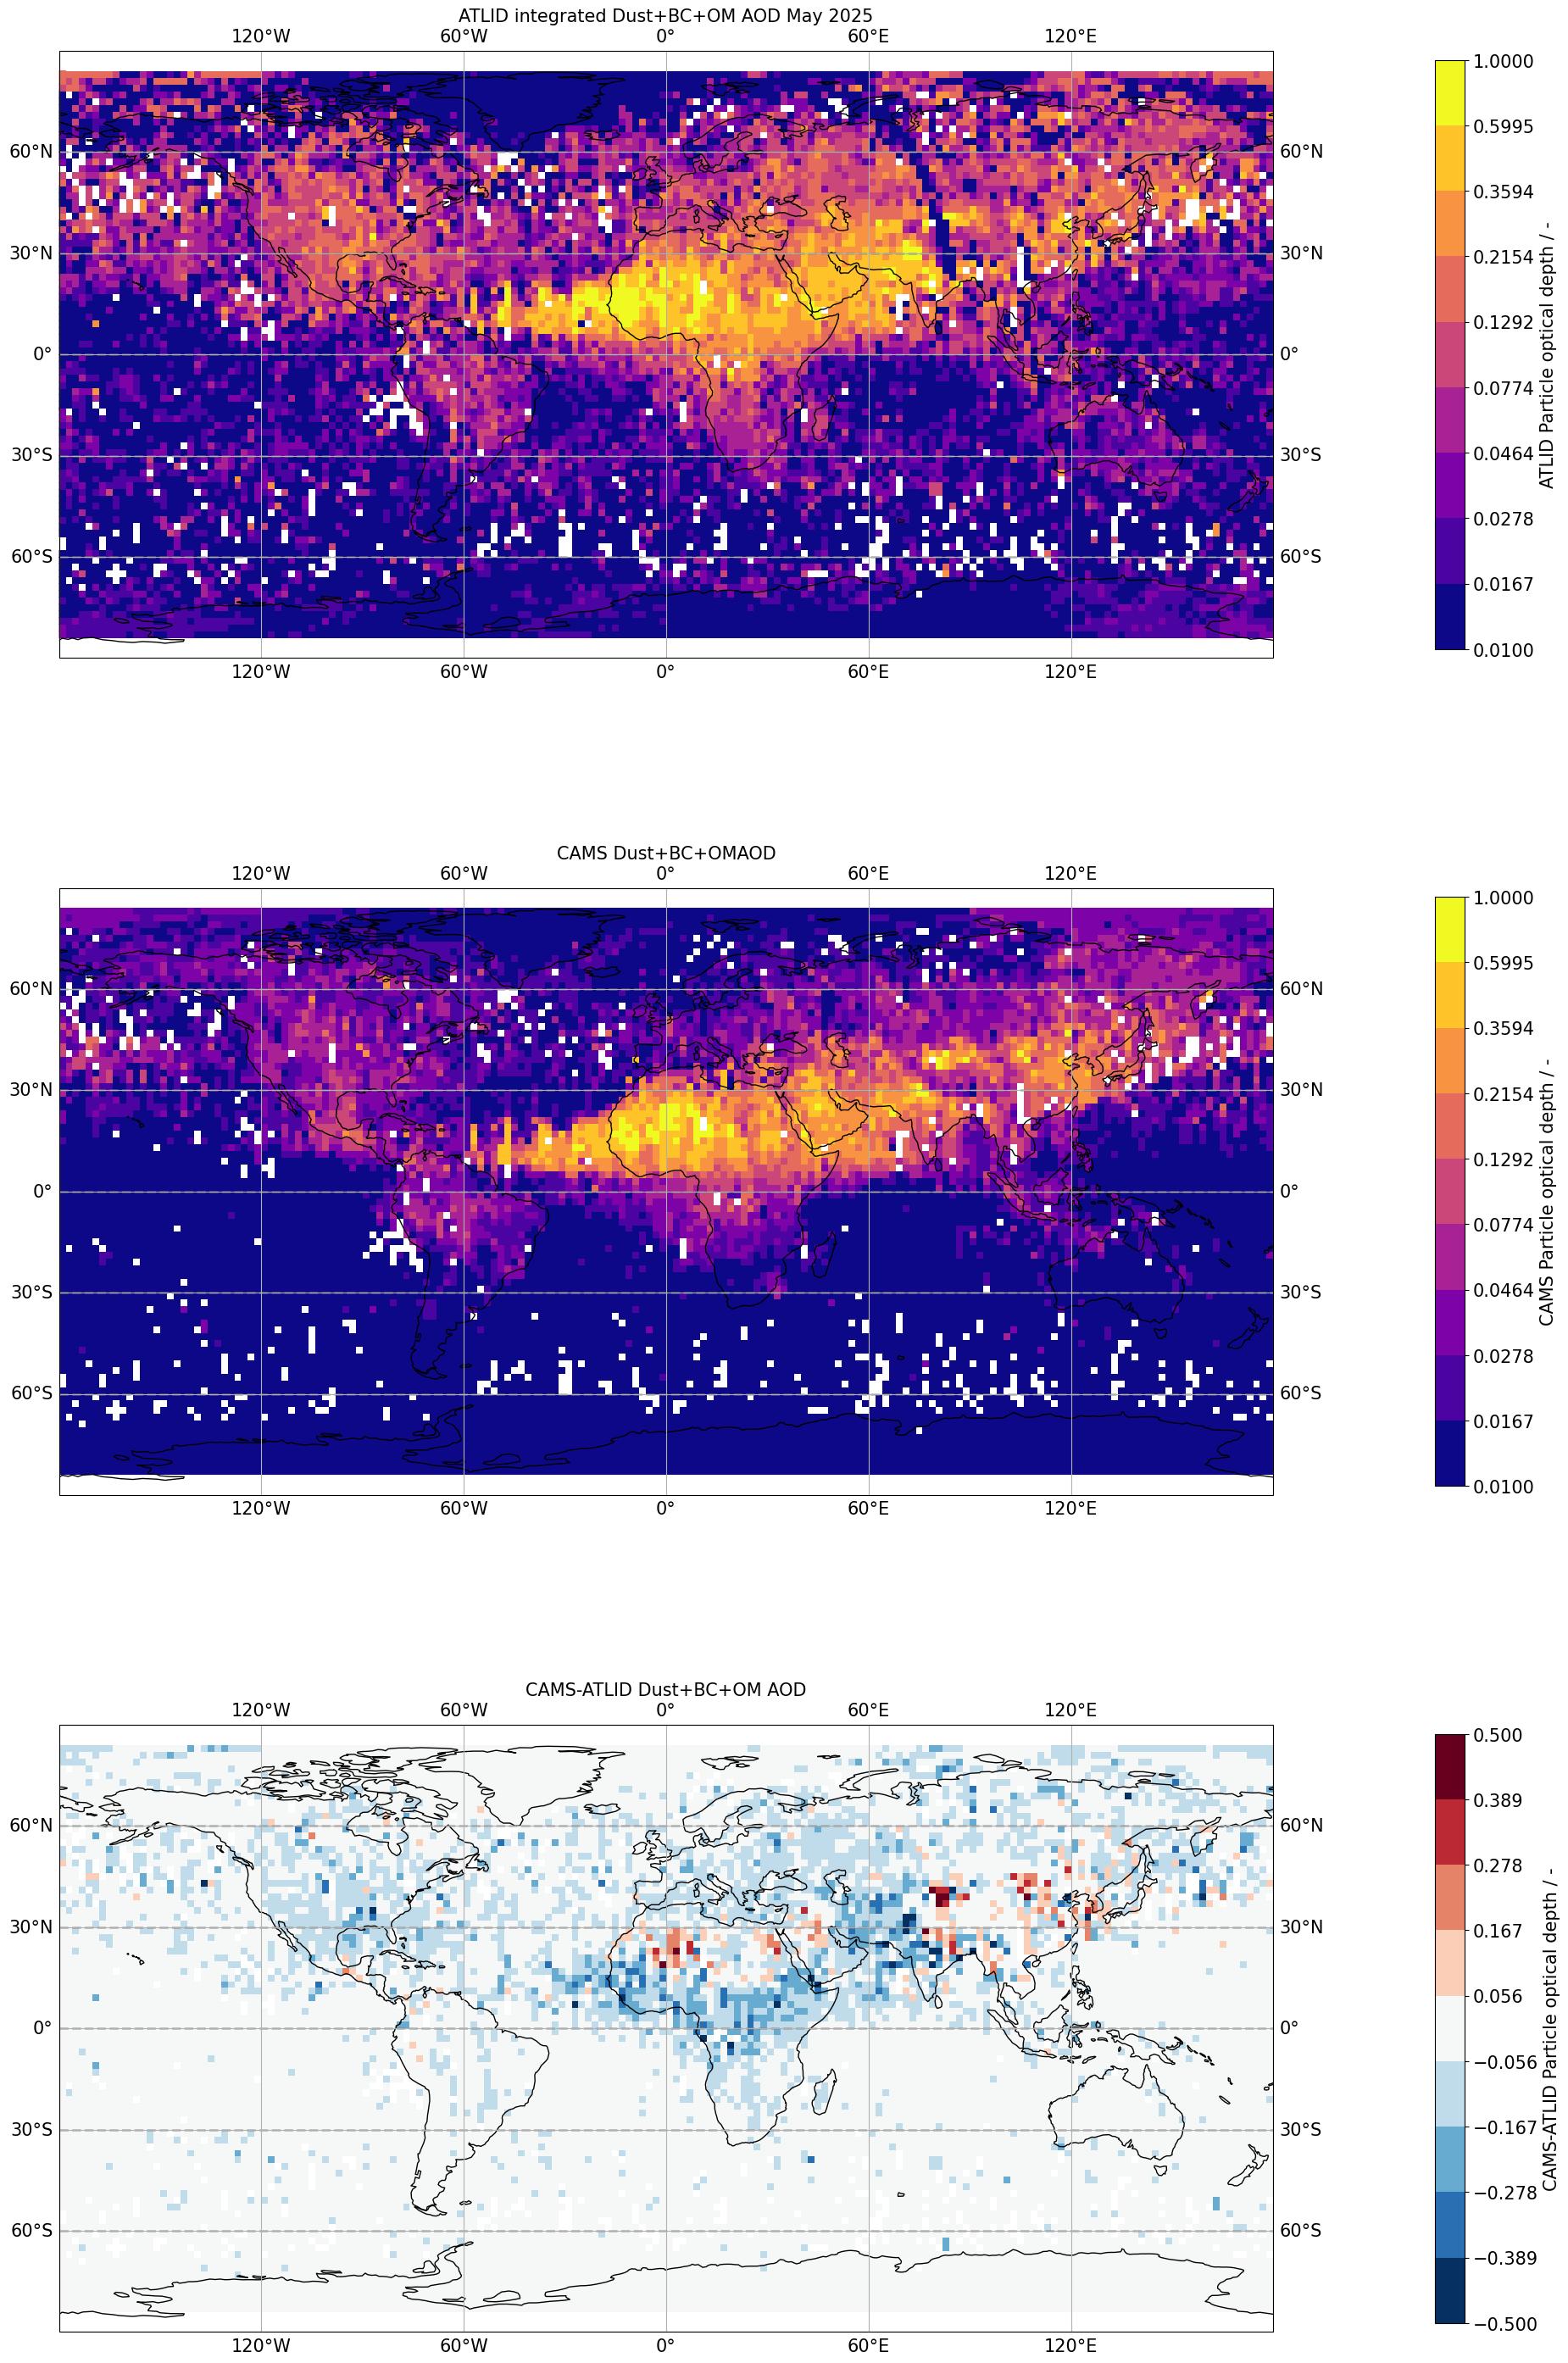 ATLID integrated Dust+BC+OM AOD May 2025
120°W 60°W 0° 60°E 120°E
60°N 60°N
30°N 30°N
0° 0°
30°S 30°S
60°S 60°S
120°W 60°W 0° 60°E 120°E
1.0000
0.5995
0.3594
0.2154
0.1292
0.0774
0.0464
0.0278
0.0167
0.0100
ATLID Particle optical depth / -
CAMS Dust+BC+OMAOD
120°W 60°W 0° 60°E 120°E
60°N 60°N
30°N 30°N
0° 0°
30°S 30°S
60°S 60°S
120°W 60°W 0° 60°E 120°E
1.0000
0.5995
0.3594
0.2154
0.1292
0.0774
0.0464
0.0278
0.0167
0.0100
CAMS Particle optical depth / -
CAMS-ATLID Dust+BC+OM AOD
120°W 60°W 0° 60°E 120°E
60°N 60°N
30°N 30°N
0° 0°
30°S 30°S
60°S 60°S
120°W 60°W 0° 60°E 120°E
0.500
0.389
0.278
0.167
0.056
−0.056
−0.167
−0.278
−0.389
−0.500
CAMS-ATLID Particle optical depth / -